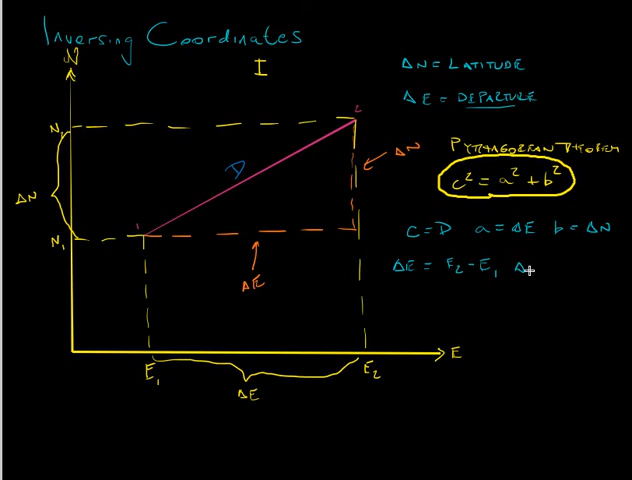 Inversing Coordinates
N
I
ΔN = LATITUDE
ΔE = DEPARTURE
2
N2
ΔN
PYTHAGOREAN THEOREM
D
c² = a² + b²
ΔN
1
N1
C = D a = ΔE b = ΔN
ΔE = E2 - E1 Δ
ΔE
E
E1
E2
ΔE